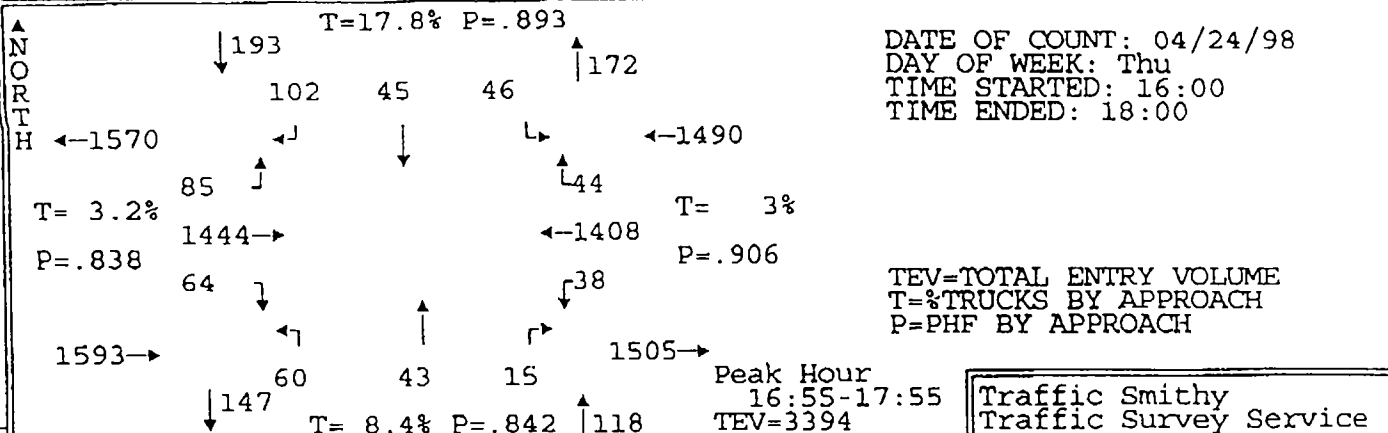 NORTH
T=17.8% P=.893
193
172
102 45 46
1570
1490
85
44
T= 3.2%
T= 3%
1444
1408
P=.838
P=.906
64
38
1593
1505
60 43 15
147
T= 8.4% P=.842
118
DATE OF COUNT: 04/24/98
DAY OF WEEK: Thu
TIME STARTED: 16:00
TIME ENDED: 18:00
TEV=TOTAL ENTRY VOLUME
T=%TRUCKS BY APPROACH
P=PHF BY APPROACH
Peak Hour
16:55-17:55
TEV=3394
Traffic Smithy
Traffic Survey Service